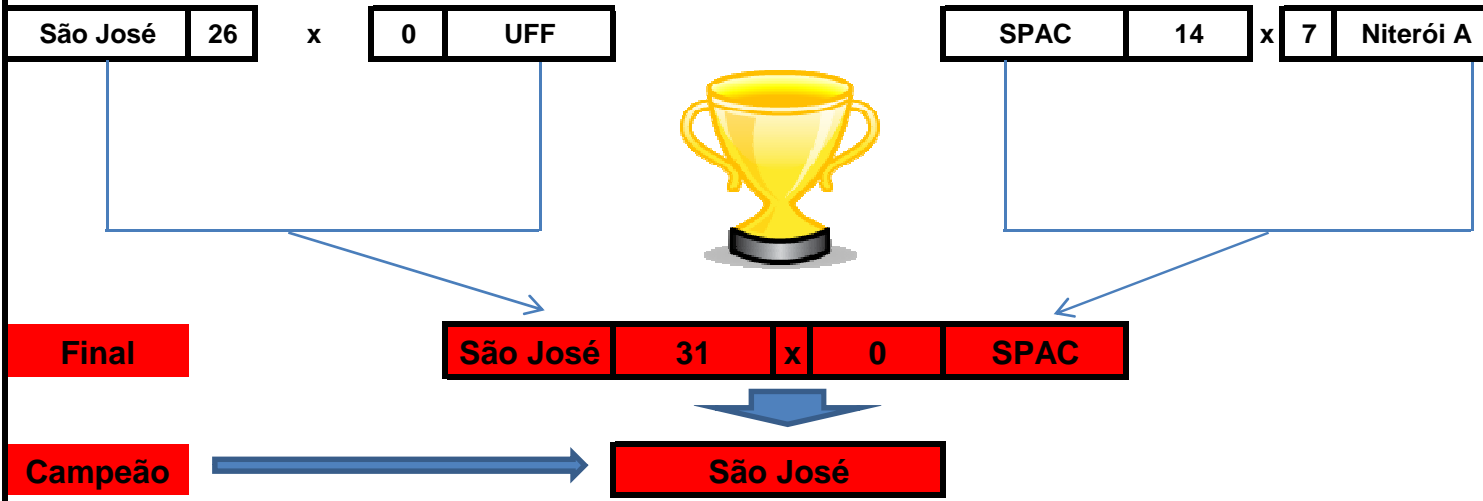 São José 26 x 0 UFF SPAC 14 x 7 Niterói A
Final São José 31 x 0 SPAC
Campeão São José